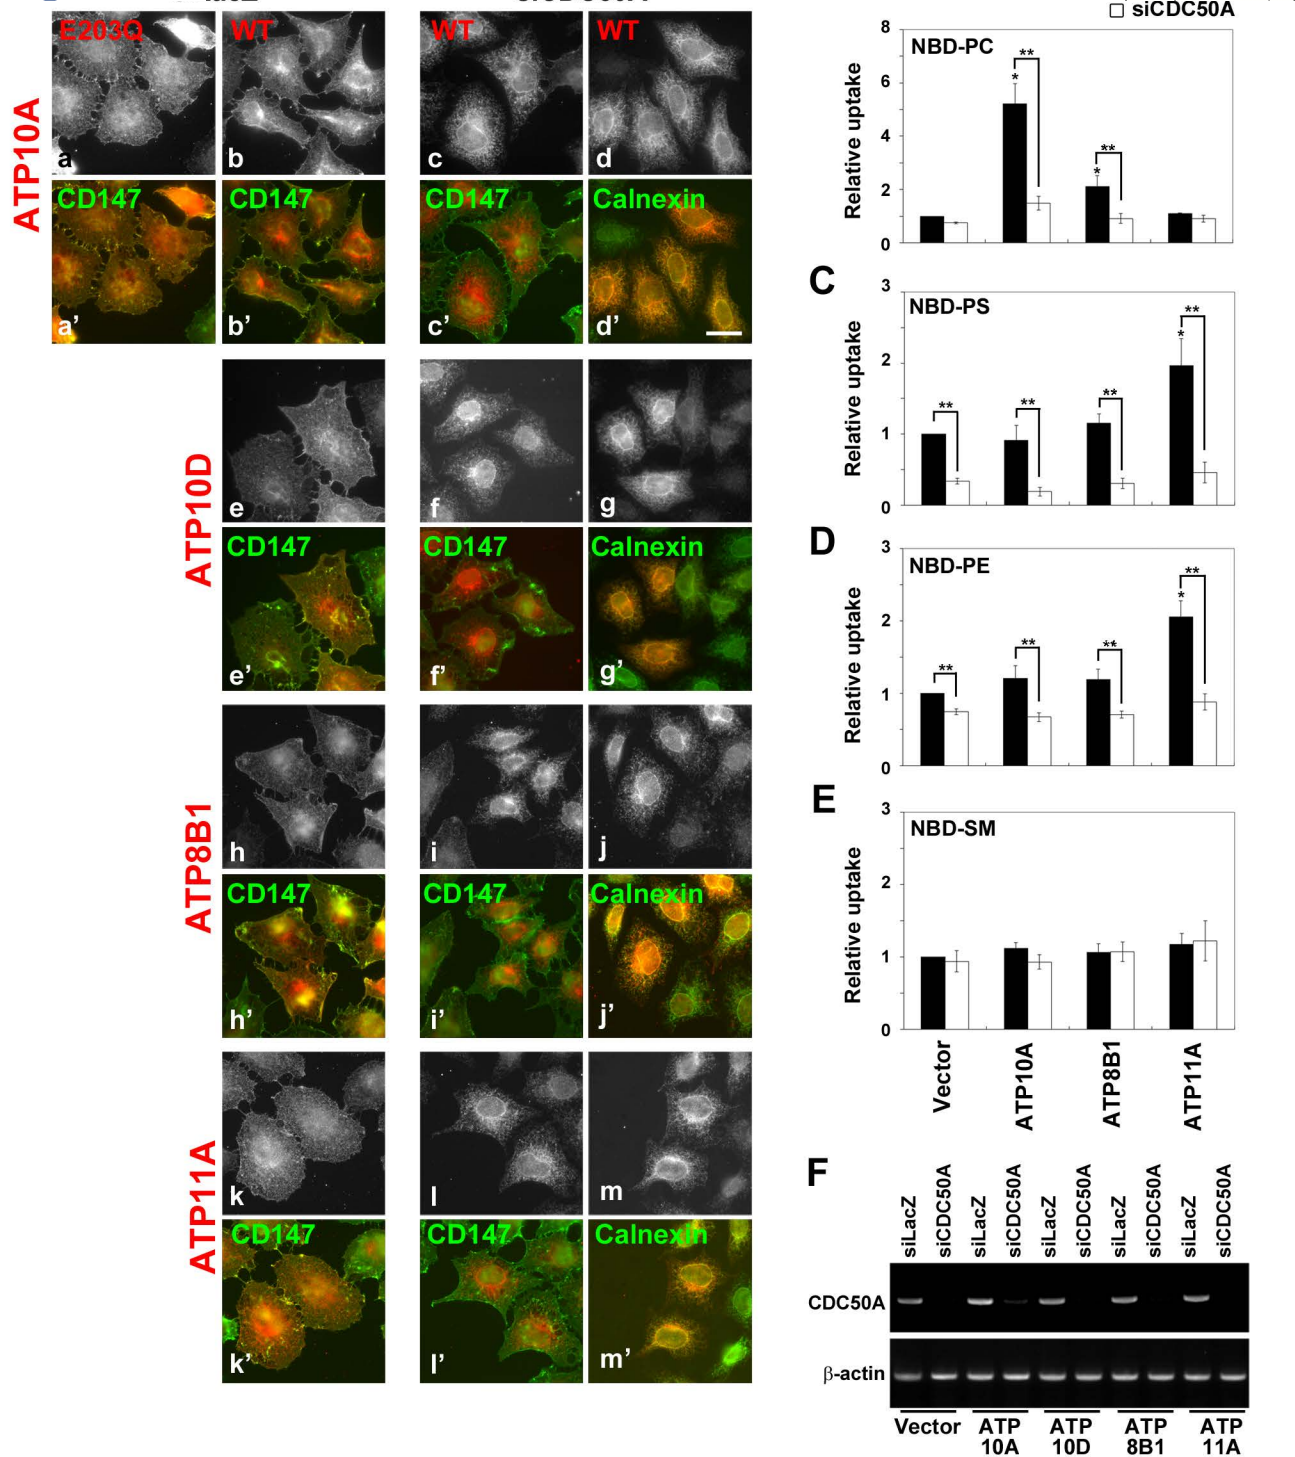 siCDC50A
E203Q WT WT WT
a b c d
ATP10A
CD147 CD147 CD147 Calnexin
a’ b’ c’ d’
e f g
ATP10D
CD147 CD147 Calnexin
e’ f’ g’
h i j
ATP8B1
CD147 CD147 Calnexin
h’ i’ j’
k l m
ATP11A
CD147 CD147 Calnexin
k’ l’ m’
NBD-PC
Relative uptake
8
6
4
2
0
* **
* **
C
NBD-PS
Relative uptake
3
2
1
0
** ** ** * **
D
NBD-PE
Relative uptake
3
2
1
0
** ** ** * **
E
NBD-SM
Relative uptake
3
2
1
0
Vector ATP10A ATP8B1 ATP11A
F
siLacZ siCDC50A siLacZ siCDC50A siLacZ siCDC50A siLacZ siCDC50A siLacZ siCDC50A
CDC50A
β-actin
Vector ATP ATP ATP ATP
10A 10D 8B1 11A